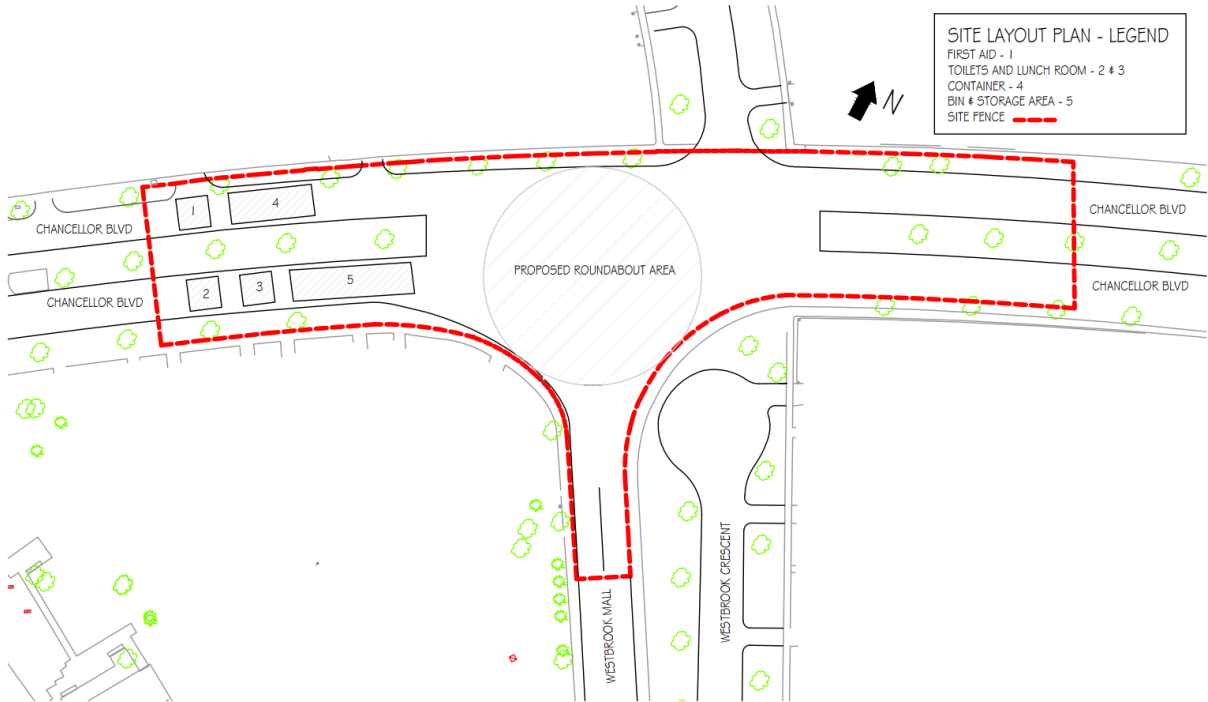 SITE LAYOUT PLAN - LEGEND
FIRST AID - 1
TOILETS AND LUNCH ROOM - 2 & 3
CONTAINER - 4
BIN & STORAGE AREA - 5
SITE FENCE
N
1
4
CHANCELLOR BLVD
CHANCELLOR BLVD
PROPOSED ROUNDABOUT AREA
2
3
5
CHANCELLOR BLVD
CHANCELLOR BLVD
WESTBROOK MALL
WESTBROOK CRESCENT